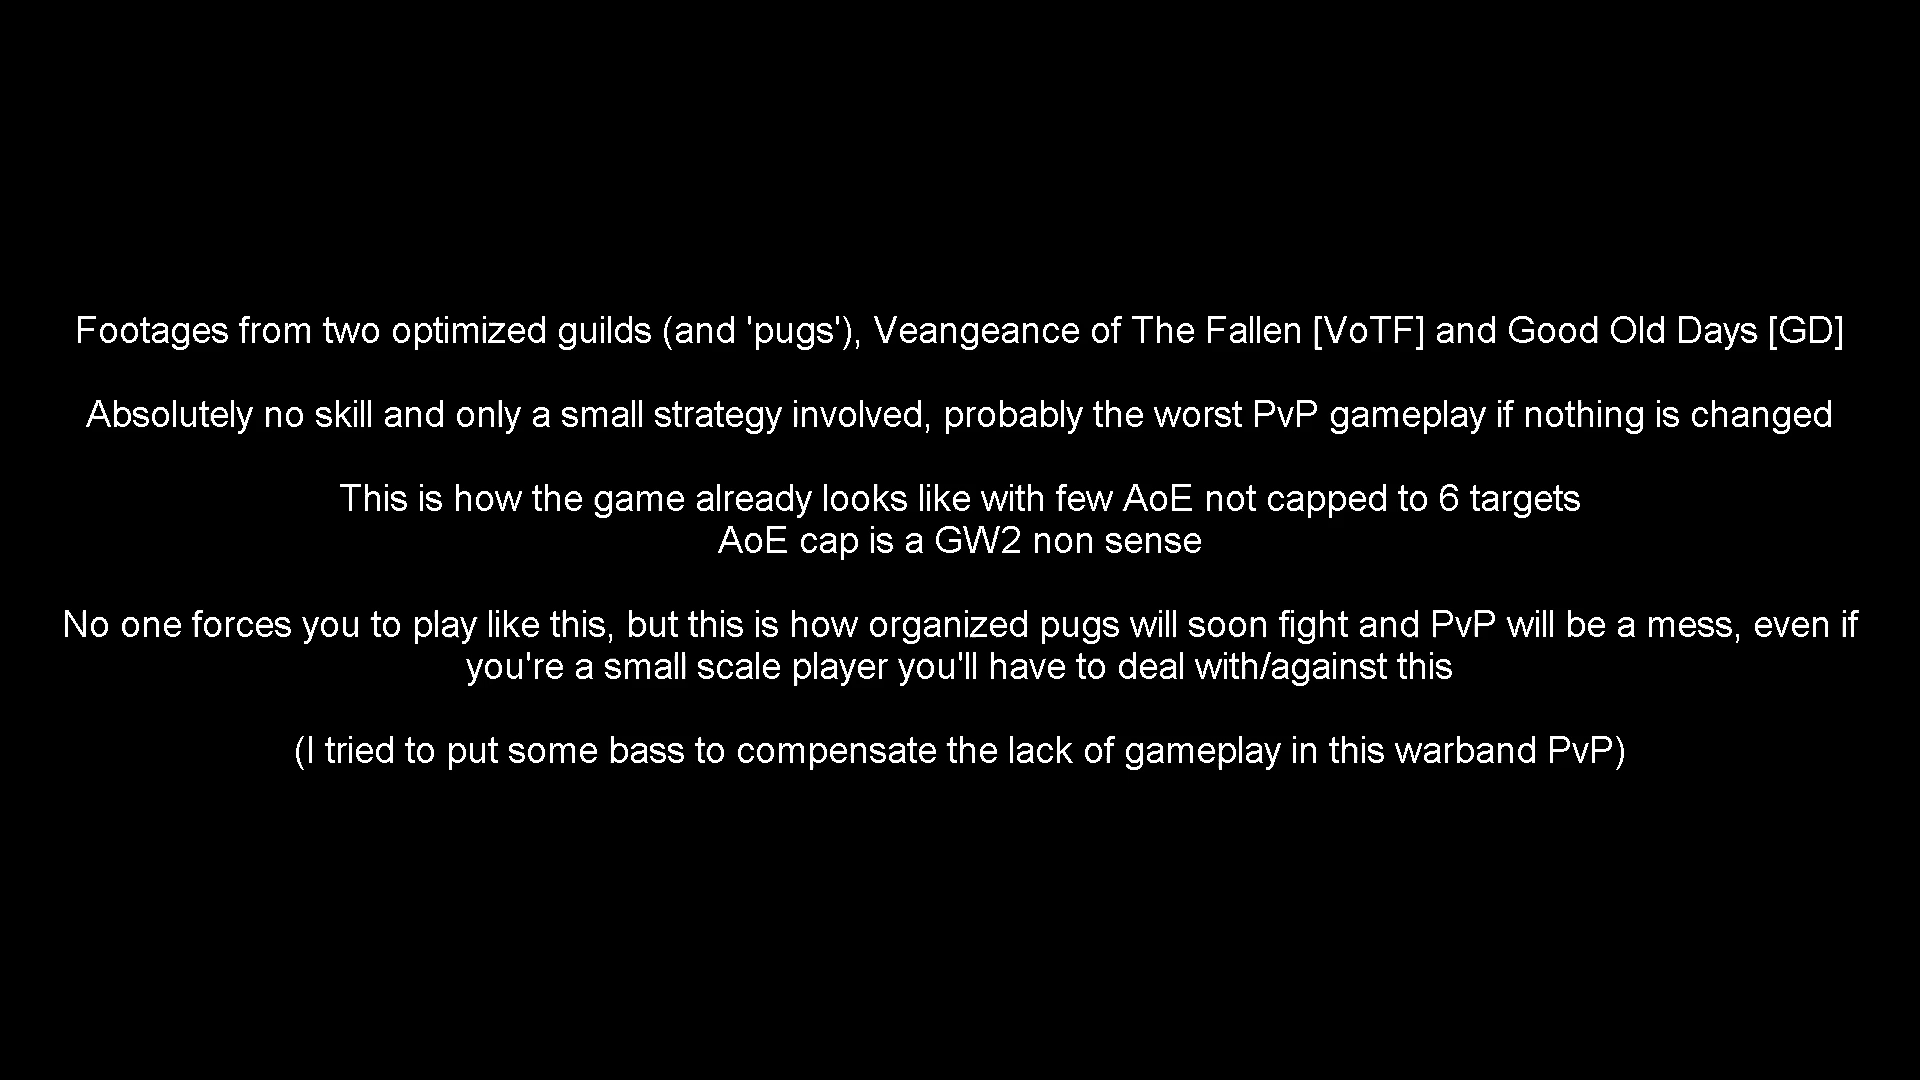 Footages from two optimized guilds (and 'pugs'), Veangeance of The Fallen [VoTF] and Good Old Days [GD]
Absolutely no skill and only a small strategy involved, probably the worst PvP gameplay if nothing is changed
This is how the game already looks like with few AoE not capped to 6 targets
AoE cap is a GW2 non sense
No one forces you to play like this, but this is how organized pugs will soon fight and PvP will be a mess, even if
you're a small scale player you'll have to deal with/against this
(I tried to put some bass to compensate the lack of gameplay in this warband PvP)